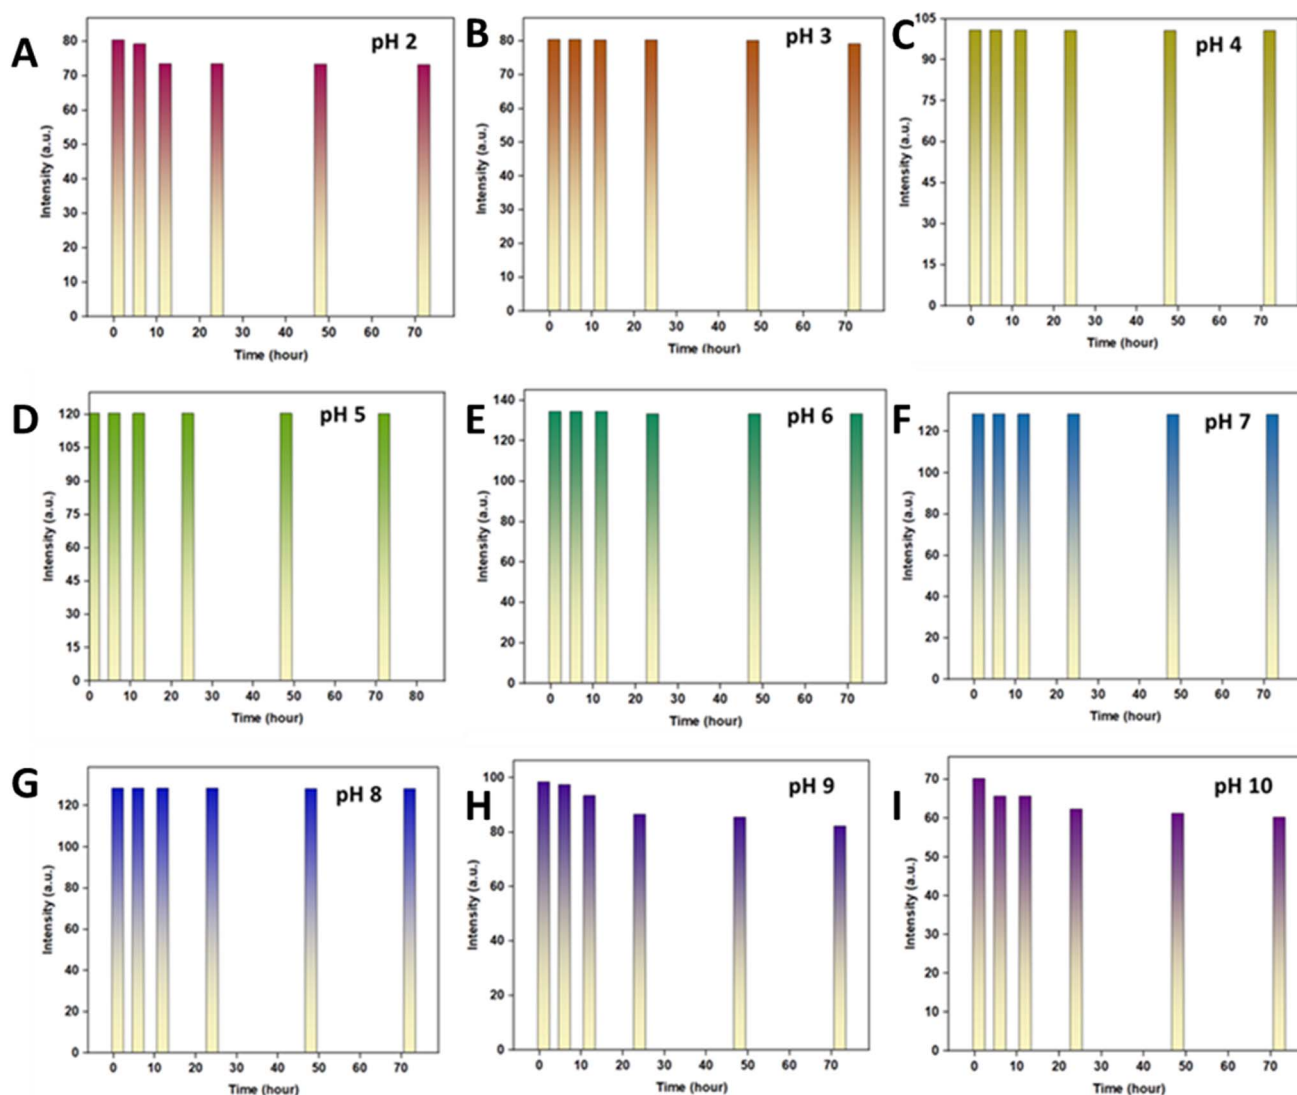 A
pH 2
Intensity (a.u.)
80
70
60
50
40
30
20
10
0
0 10 20 30 40 50 60 70
Time (hour)
B
pH 3
Intensity (a.u.)
80
70
60
50
40
30
20
10
0
0 10 20 30 40 50 60 70
Time (hour)
C
pH 4
Intensity (a.u.)
105
90
75
60
45
30
15
0
0 10 20 30 40 50 60 70
Time (hour)
D
pH 5
Intensity (a.u.)
120
105
90
75
60
45
30
15
0
0 10 20 30 40 50 60 70 80
Time (hour)
E
pH 6
Intensity (a.u.)
140
120
100
80
60
40
20
0
0 10 20 30 40 50 60 70
Time (hour)
F
pH 7
Intensity (a.u.)
120
100
80
60
40
20
0
0 10 20 30 40 50 60 70
Time (hour)
G
pH 8
Intensity (a.u.)
120
100
80
60
40
20
0
0 10 20 30 40 50 60 70
Time (hour)
H
pH 9
Intensity (a.u.)
100
80
60
40
20
0
0 10 20 30 40 50 60 70
Time (hour)
I
pH 10
Intensity (a.u.)
70
60
50
40
30
20
10
0
0 10 20 30 40 50 60 70
Time (hour)